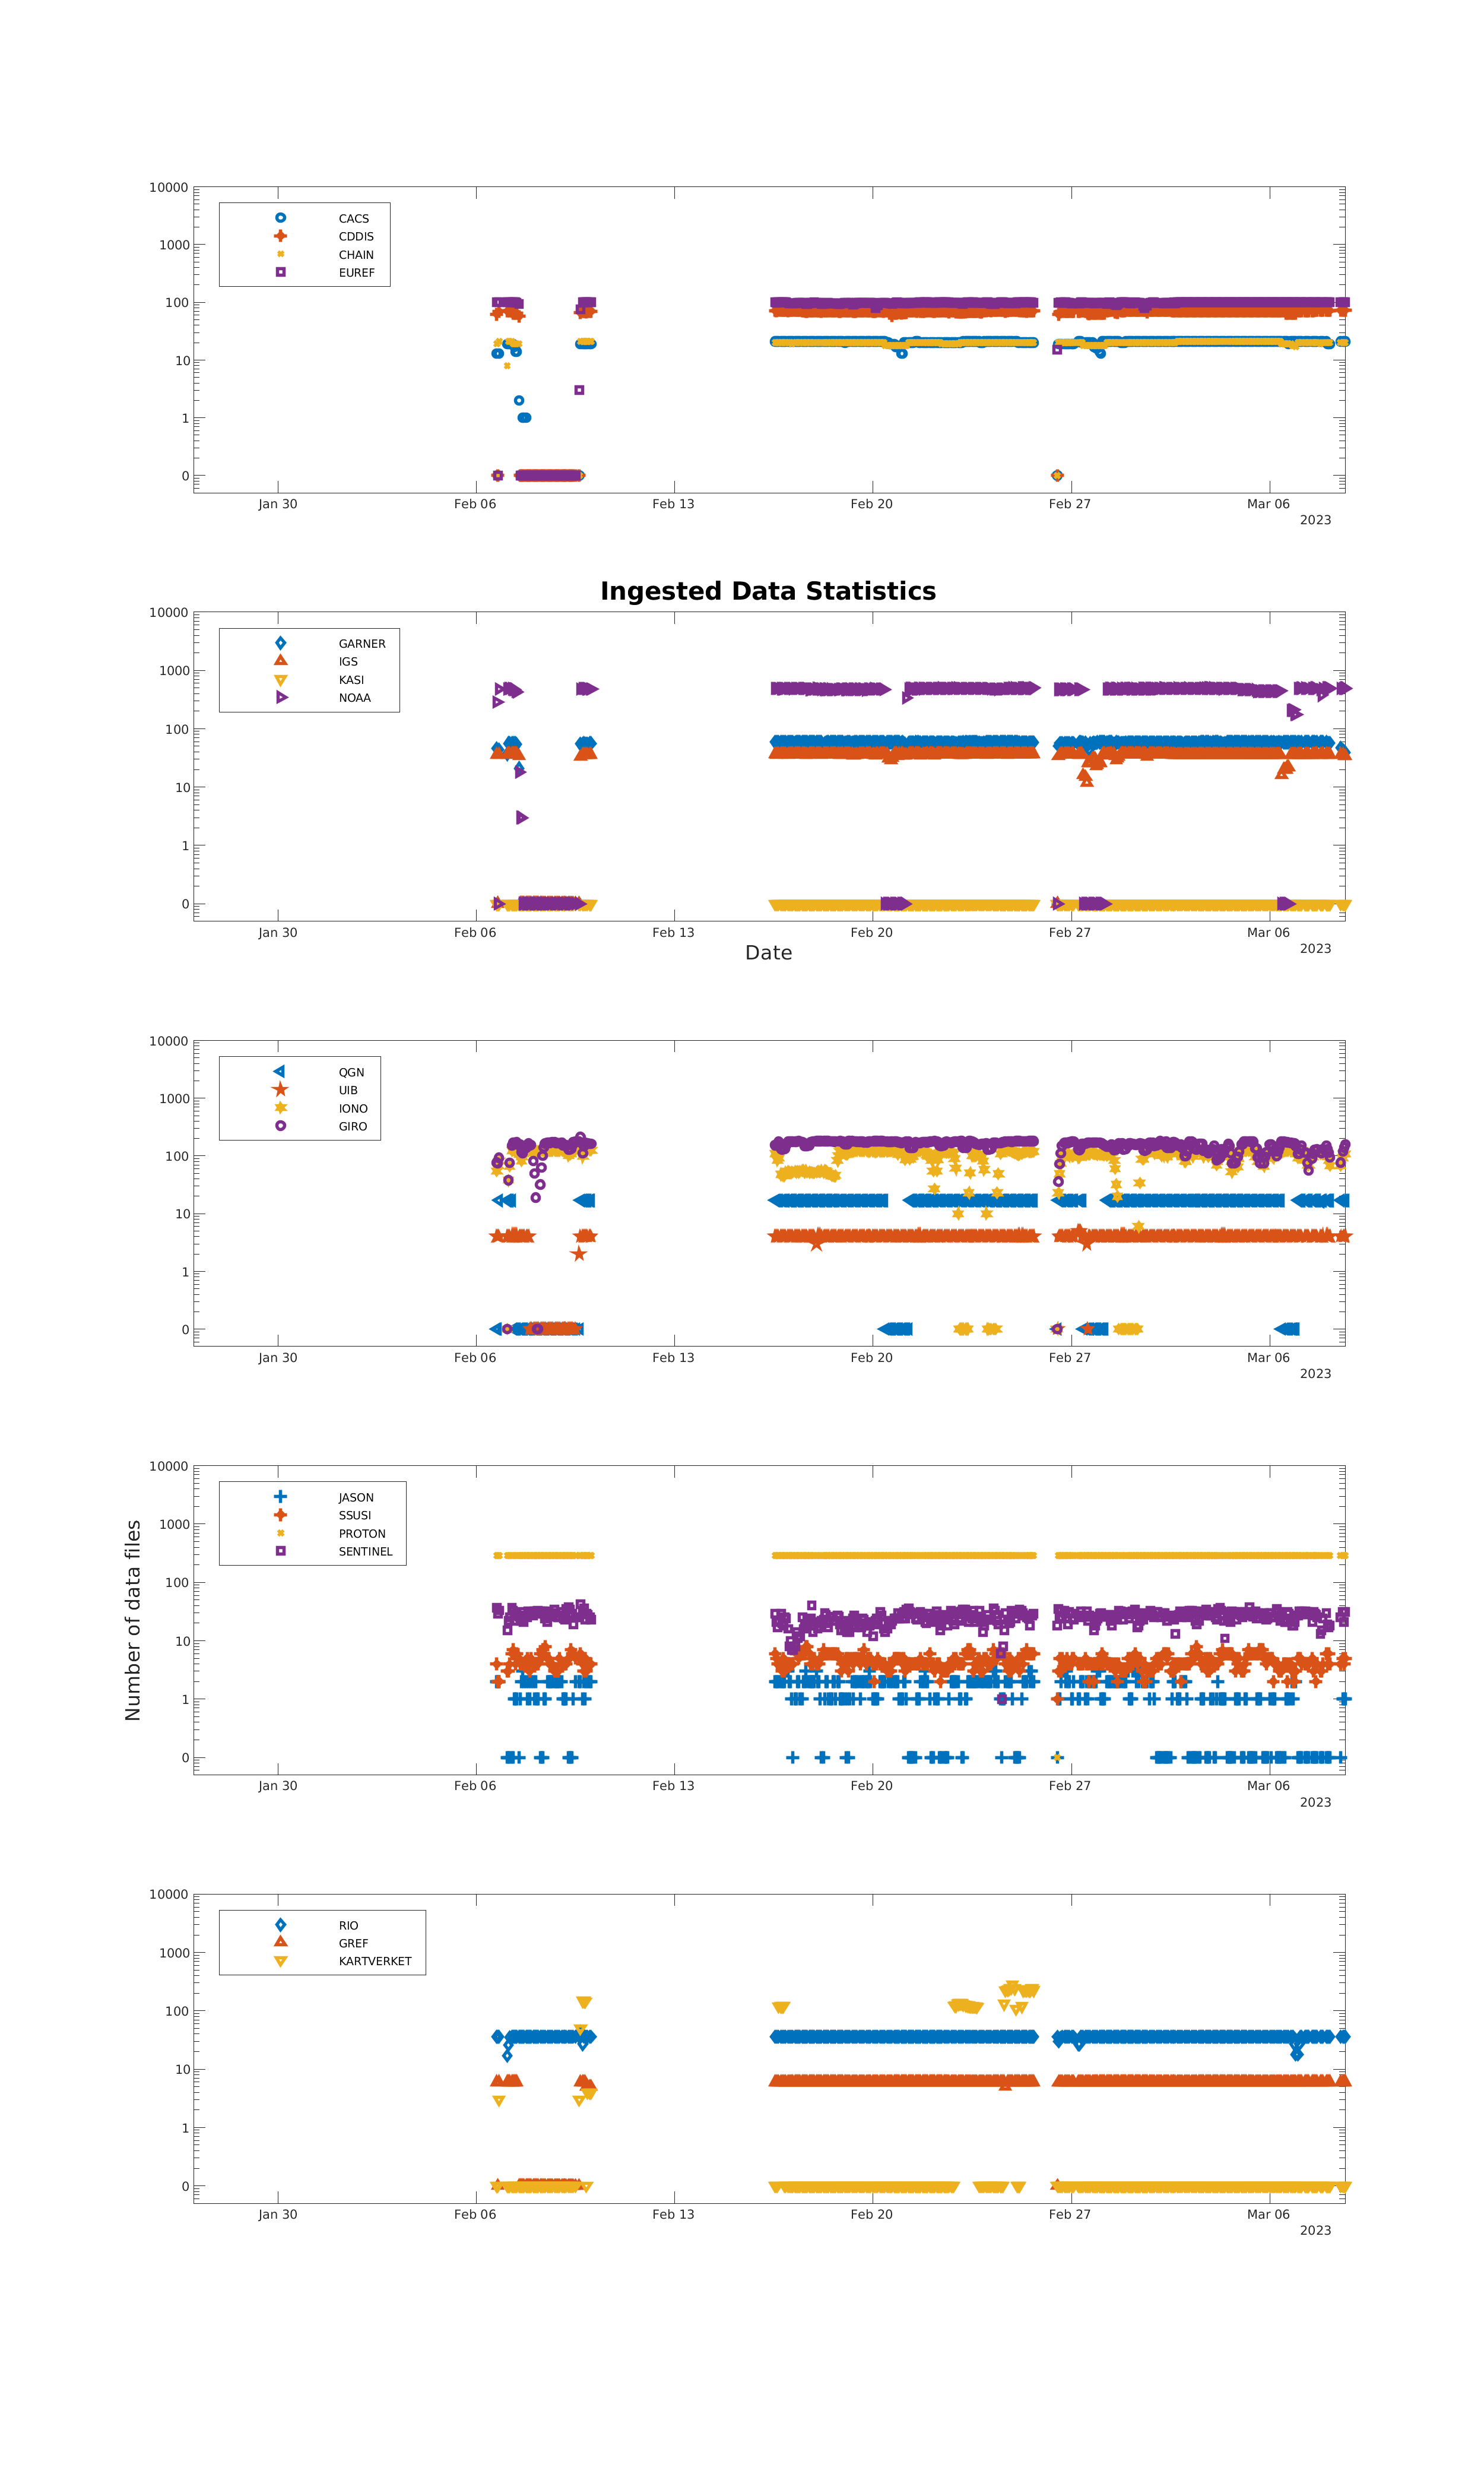 10000
1000
100
10
1
0
CACS
CDDIS
CHAIN
EUREF
Jan 30 Feb 06 Feb 13 Feb 20 Feb 27 Mar 06
2023
Ingested Data Statistics
10000
1000
100
10
1
0
GARNER
IGS
KASI
NOAA
Jan 30 Feb 06 Feb 13 Feb 20 Feb 27 Mar 06
2023
Date
10000
1000
100
10
1
0
QGN
UIB
IONO
GIRO
Jan 30 Feb 06 Feb 13 Feb 20 Feb 27 Mar 06
2023
Number of data files
10000
1000
100
10
1
0
JASON
SSUSI
PROTON
SENTINEL
Jan 30 Feb 06 Feb 13 Feb 20 Feb 27 Mar 06
2023
10000
1000
100
10
1
0
RIO
GREF
KARTVERKET
Jan 30 Feb 06 Feb 13 Feb 20 Feb 27 Mar 06
2023